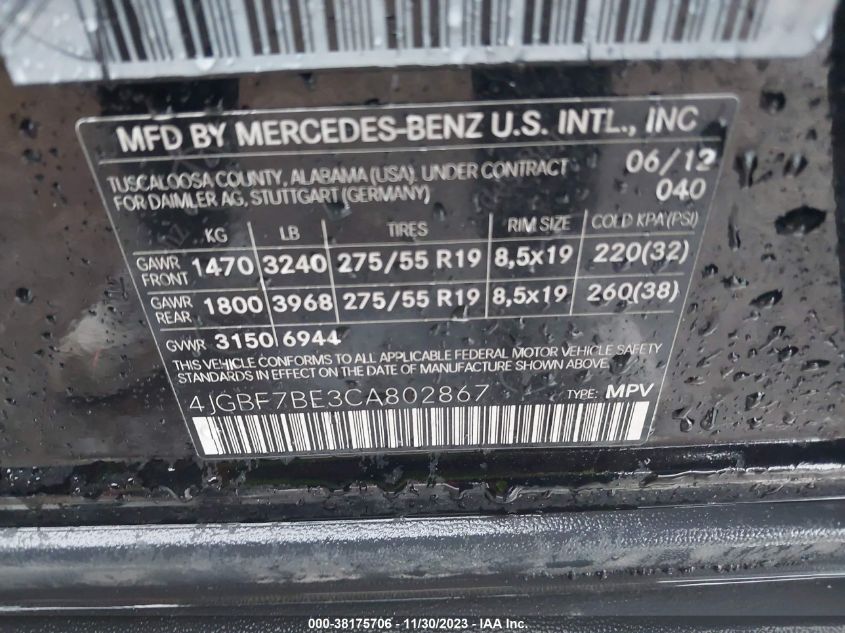 MFD BY MERCEDES-BENZ U.S. INTL., INC
TUSCALOOSA COUNTY, ALABAMA (USA). UNDER CONTRACT 06/12
FOR DAIMLER AG, STUTTGART (GERMANY) 040
KG LB TIRES RIM SIZE COLD KPA(PSI)
GAWR FRONT 1470 3240 275/55 R19 8,5x19 220(32)
GAWR REAR 1800 3968 275/55 R19 8,5x19 260(38)
GVWR 3150 6944
THIS VEHICLE CONFORMS TO ALL APPLICABLE FEDERAL MOTOR VEHICLE SAFETY
STANDARDS IN EFFECT ON THE DATE OF MANUFACTURE SHOWN ABOVE.
4JGBF7BE3CA802867 TYPE: MPV
000-38175706 - 11/30/2023 - IAA Inc.